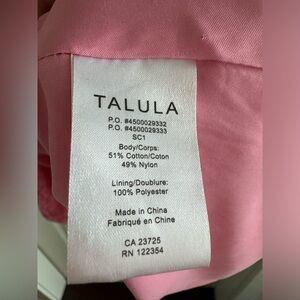 TALULA
P.O. #4500029332
P.O. #4500029333
SC1
Body/Corps:
51% Cotton/Coton
49% Nylon
Lining/Doublure:
100% Polyester
Made in China
Fabriqué en Chine
CA 23725
RN 122354